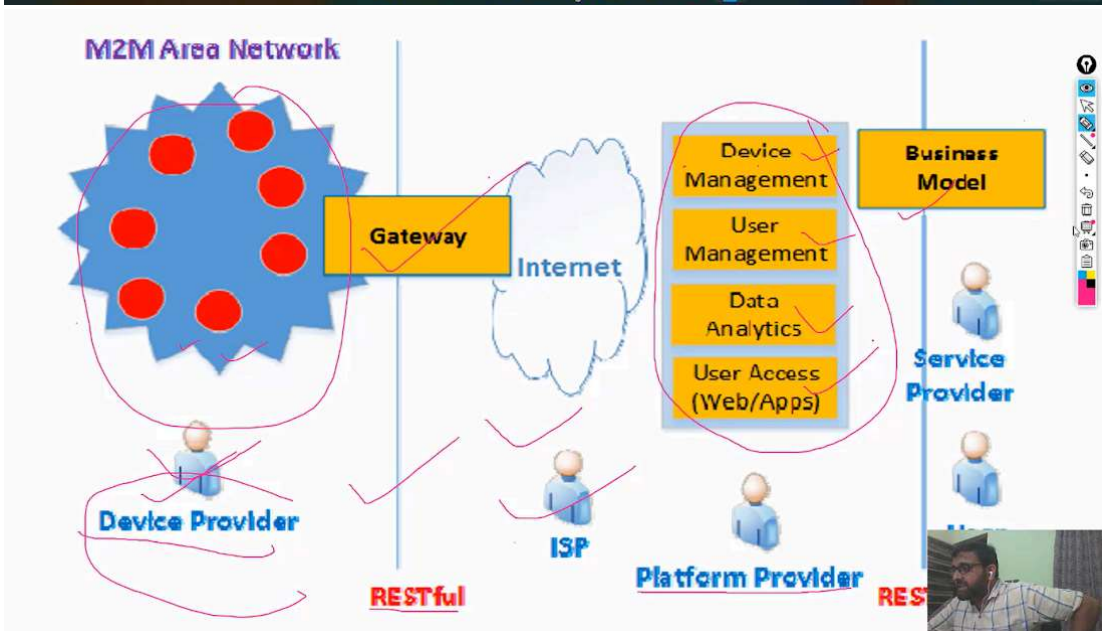 M2M Area Network
Gateway
Internet
Device
Management
User
Management
Data
Analytics
User Access
(Web/Apps)
Business
Model
Service
Provider
Device Provider
ISP
Platform Provider
RESTful